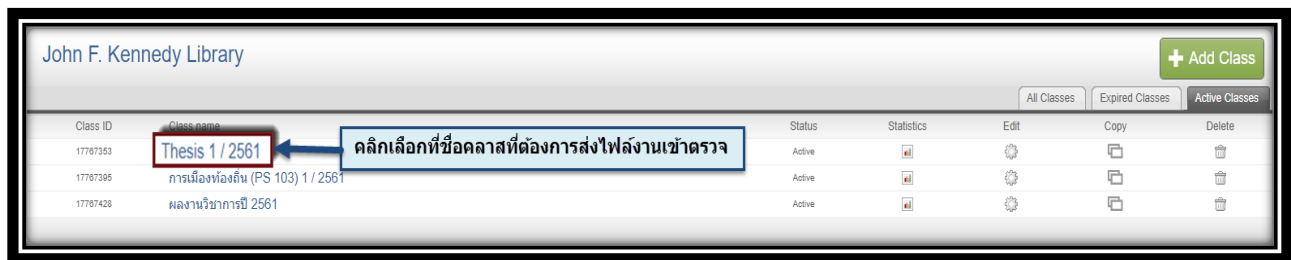 John F. Kennedy Library
Add Class
All Classes Expired Classes Active Classes
Class ID Class name Status Statistics Edit Copy Delete
17767353 Thesis 1 / 2561 คลิกเลือกที่ชื่อคลาสที่ต้องการส่งไฟล์งานเข้าตรวจ Active
17767395 การเมืองท้องถิ่น (PS 103) 1 / 2561 Active
17767428 ผลงานวิชาการปี 2561 Active